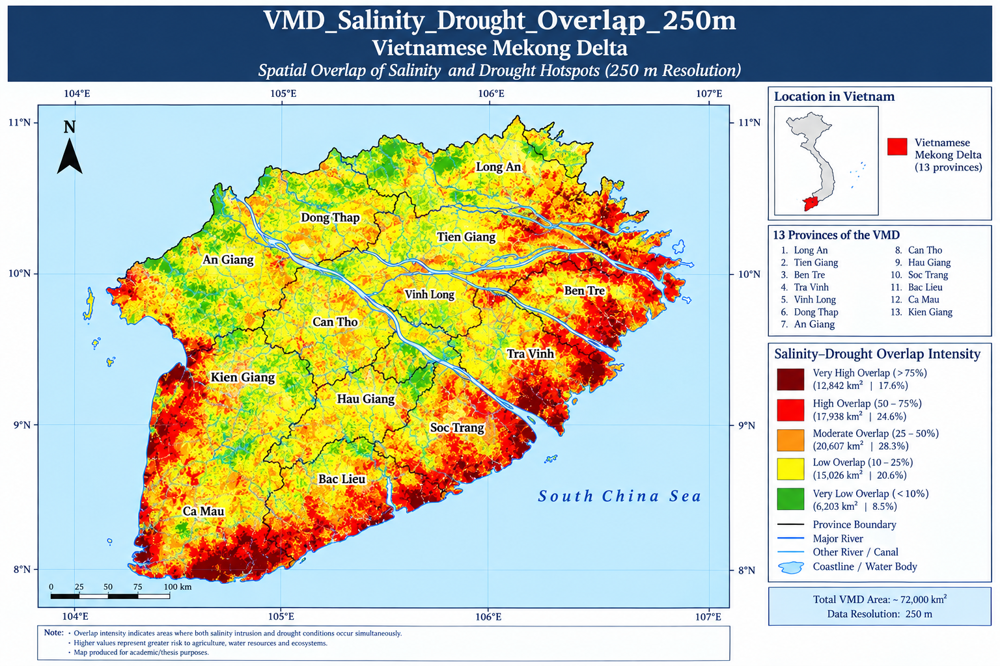 VMD_Salinity_Drought_Overląp_250m
Vietnamese Mekong Delta
Spatial Overlap of Salinity and Drought Hotspots (250 m Resolution)
104°E
105°E
106°E
107°E
11°N
11°N
10°N
10°N
9°N
9°N
8°N
8°N
N
Long An
Dong Thap
Tien Giang
An Giang
Ben Tre
Vinh Long
Can Tho
Tra Vinh
Kien Giang
Hau Giang
Soc Trang
Bac Lieu
Ca Mau
South China Sea
0 25 50 75 100 km
104°E
105°E
106°E
107°E
Note: • Overlap intensity indicates areas where both salinity intrusion and drought conditions occur simultaneously.
• Higher values represent greater risk to agriculture, water resources and ecosystems.
• Map produced for academic/thesis purposes.
Location in Vietnam
Vietnamese
Mekong Delta
(13 provinces)
13 Provinces of the VMD
1. Long An
2. Tien Giang
3. Ben Tre
4. Tra Vinh
5. Vinh Long
6. Dong Thap
7. An Giang
8. Can Tho
9. Hau Giang
10. Soc Trang
11. Bac Lieu
12. Ca Mau
13. Kien Giang
Salinity–Drought Overlap Intensity
Very High Overlap (>75%)
(12,842 km² | 17.6%)
High Overlap (50 – 75%)
(17,938 km² | 24.6%)
Moderate Overlap (25 – 50%)
(20,607 km² | 28.3%)
Low Overlap (10 – 25%)
(15,026 km² | 20.6%)
Very Low Overlap (<10%)
(6,203 km² | 8.5%)
Province Boundary
Major River
Other River / Canal
Coastline / Water Body
Total VMD Area: ~ 72,000 km²
Data Resolution: 250 m